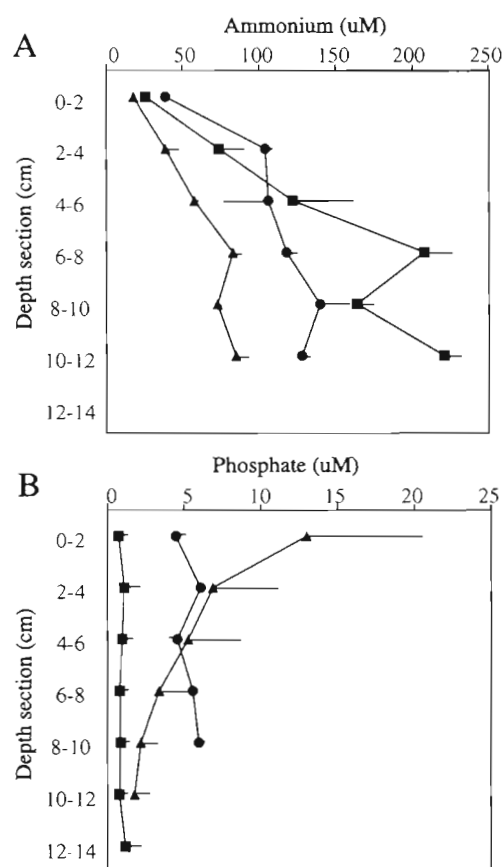 A
Ammonium (uM)
0 50 100 150 200 250
Depth section (cm)
0-2
2-4
4-6
6-8
8-10
10-12
12-14
B
Phosphate (uM)
0 5 10 15 20 25
Depth section (cm)
0-2
2-4
4-6
6-8
8-10
10-12
12-14